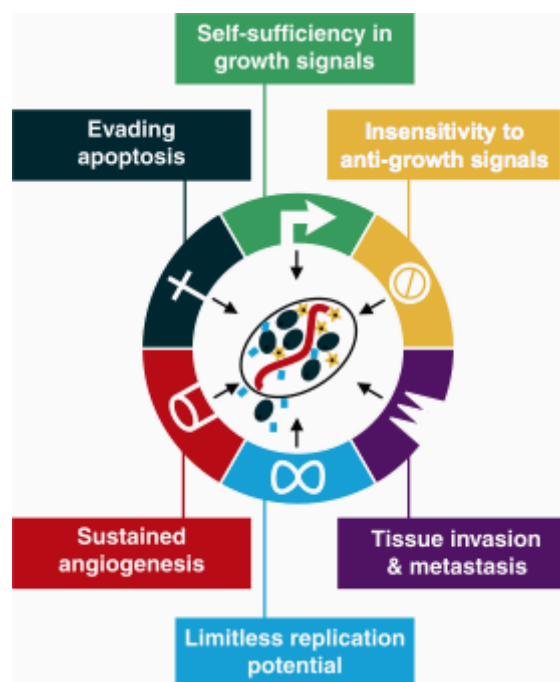 Self-sufficiency in
growth signals
Evading
apoptosis
Insensitivity to
anti-growth signals
Sustained
angiogenesis
Tissue invasion
& metastasis
Limitless replication
potential